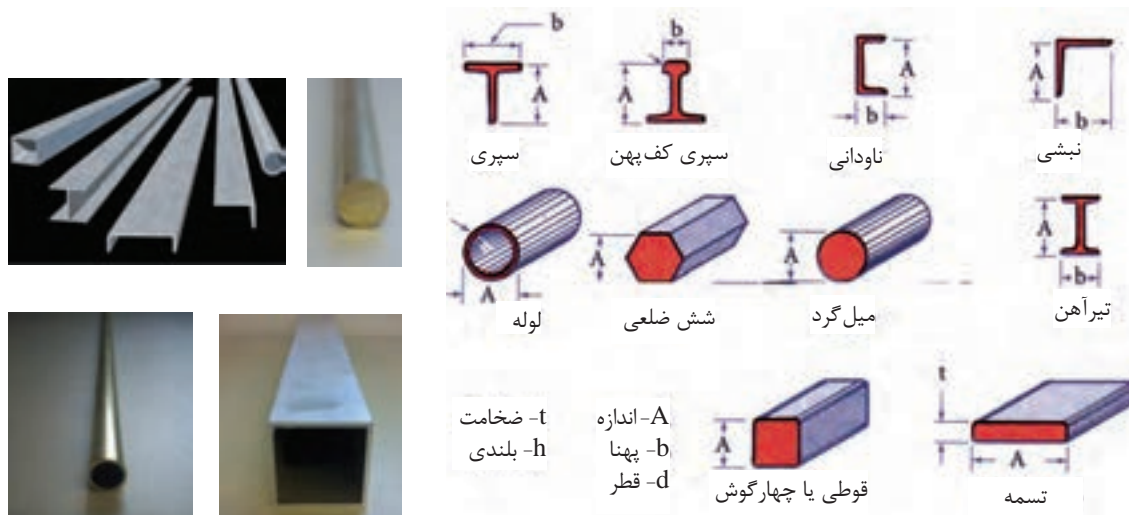 b
b
A
A
A
b
A
b
سپری
سپری کف‌پهن
ناودانی
نبشی
A
A
A
A
b
لوله
شش ضلعی
میل‌گرد
تیرآهن
t
A
A
A-اندازه
b- پهنا
d- قطر
t- ضخامت
h- بلندی
قوطی یا چهارگوش
تسمه